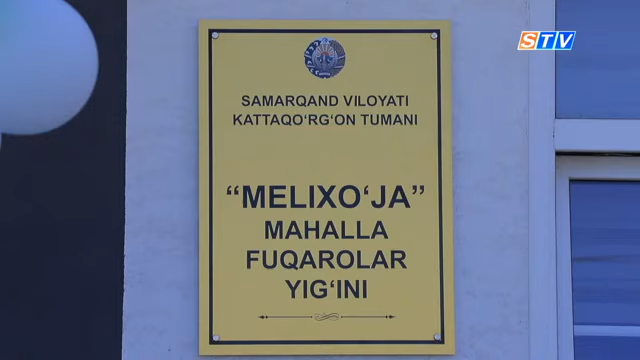 STV
SAMARQAND VILOYATI
KATTAQO‘RG‘ON TUMANI
“MELIXO‘JA”
MAHALLA
FUQAROLAR
YIG‘INI